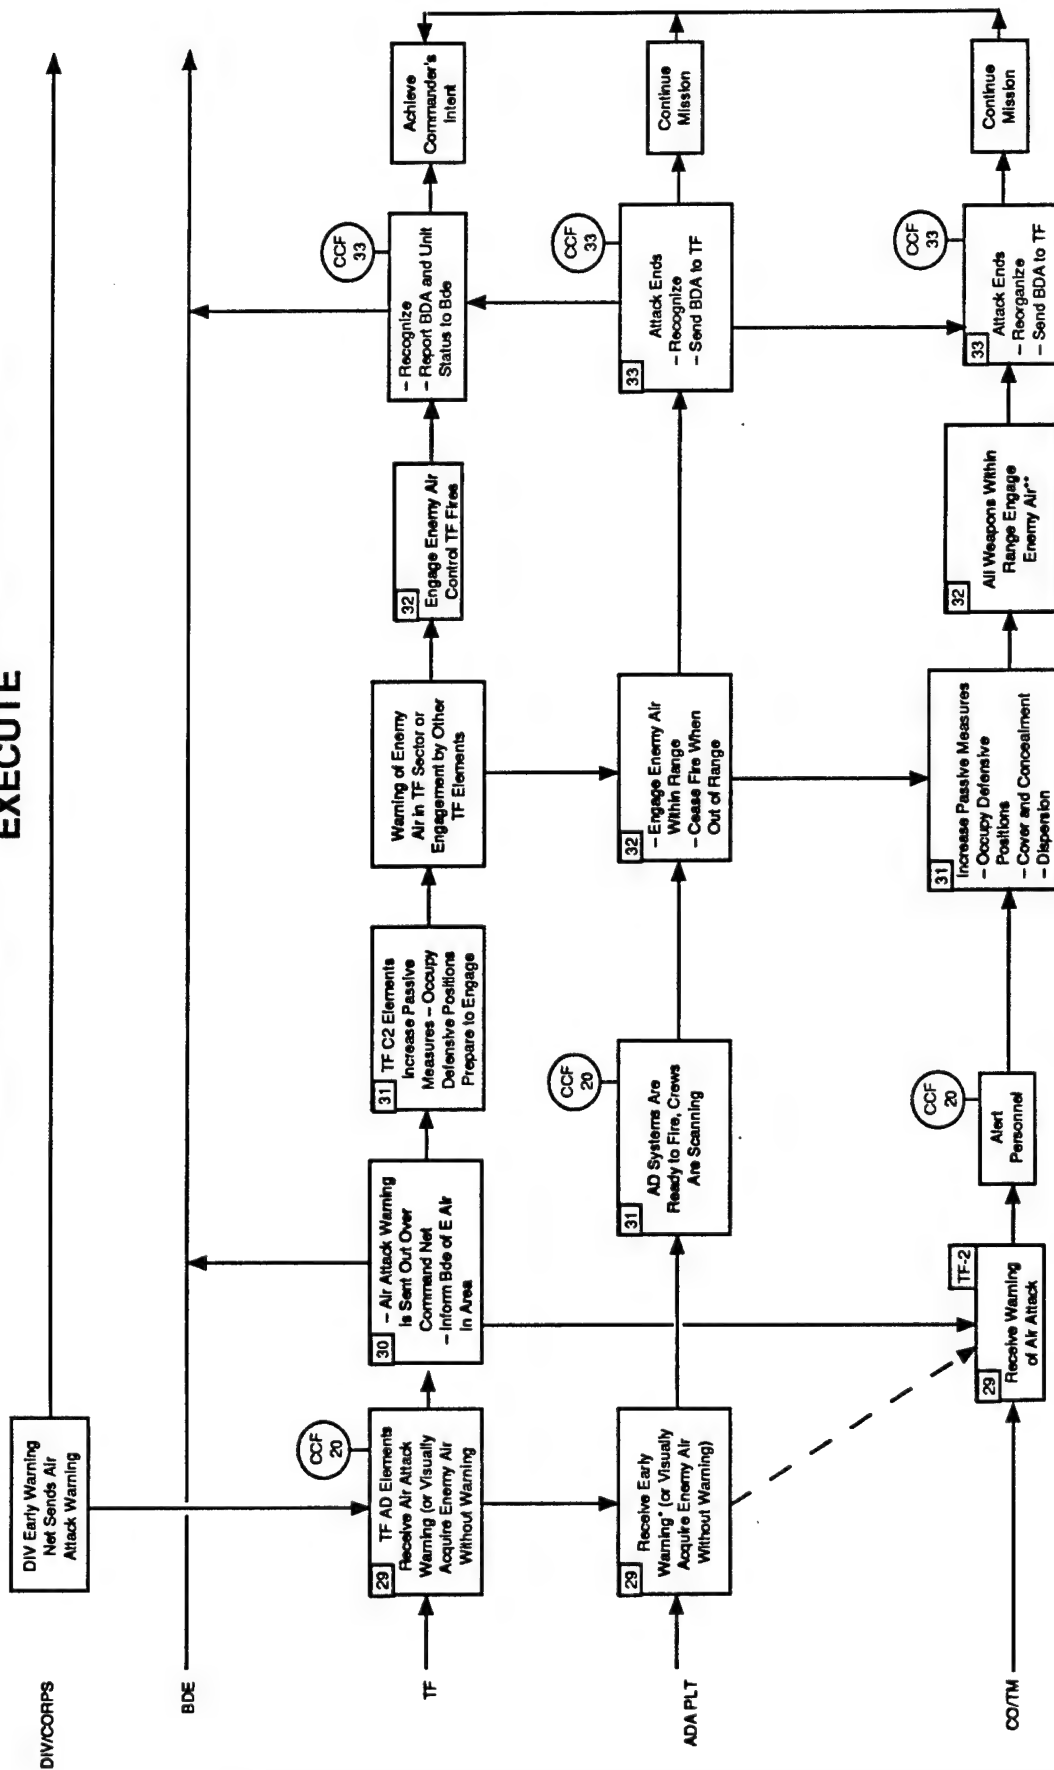 EXECUTE
DIV/CORPS
DIV Early Warning
Net Sends Air
Attack Warning
BDE
TF
29
TF AD Elements
Receive Air Attack
Warning (or Visually
Acquire Enemy Air
Without Warning
CCF
20
30
– Air Attack Warning
is Sent Out Over
Command Net
– Inform Bde of E Air
in Area
31
TF C2 Elements
Increase Passive
Measures – Occupy
Defensive Positions
Prepare to Engage
Warning of Enemy
Air in TF Sector or
Engagement by Other
TF Elements
32
Engage Enemy Air
Control TF Fires
– Recognize
– Report BDA and Unit
Status to Bde
CCF
33
Achieve
Commander's
Intent
ADA PLT
29
Receive Early
Warning* (or Visually
Acquire Enemy Air
Without Warning)
31
AD Systems Are
Ready to Fire, Crews
Are Scanning
CCF
20
32
– Engage Enemy Air
Within Range
– Cease Fire When
Out of Range
33
Attack Ends
– Recognize
– Send BDA to TF
CCF
33
Continue
Mission
CO/TM
29
TF-2
Receive Warning
of Air Attack
Alert
Personnel
CCF
20
31
Increase Passive Measures
– Occupy Defensive
Positions
– Cover and Concealment
– Dispersion
32
All Weapons Within
Range Engage
Enemy Air**
33
Attack Ends
– Reorganize
– Send BDA to TF
CCF
33
Continue
Mission